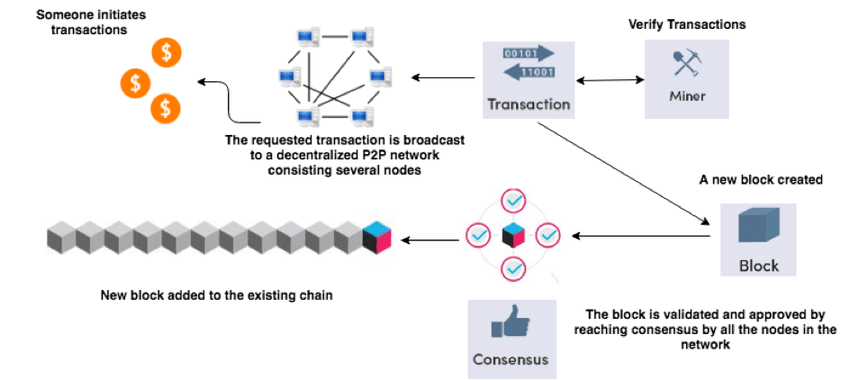 Someone initiates
transactions
$
$
$
The requested transaction is broadcast
to a decentralized P2P network
consisting several nodes
00101
11001
Transaction
Verify Transactions
Miner
A new block created
Block
New block added to the existing chain
Consensus
The block is validated and approved by
reaching consensus by all the nodes in the
network